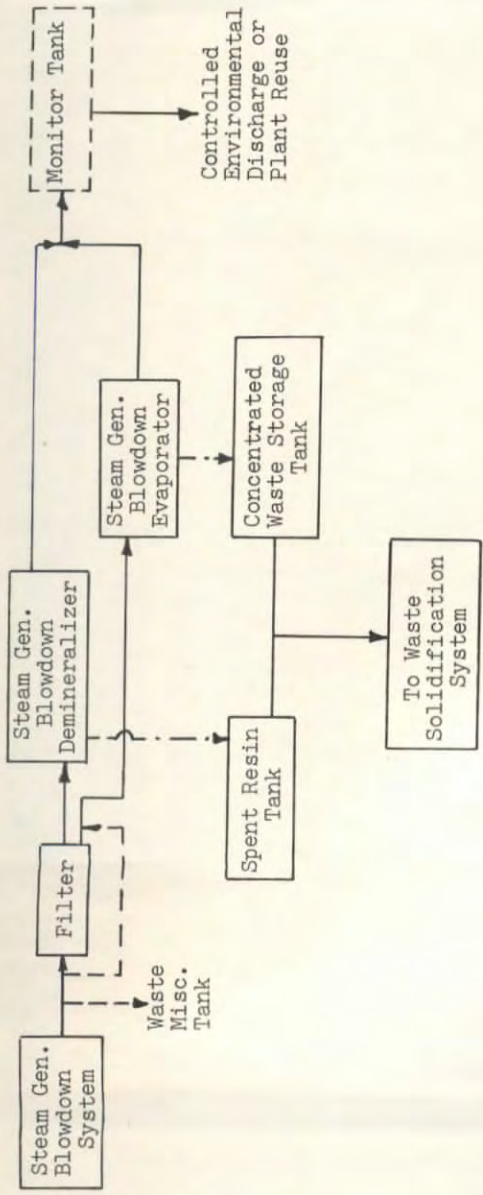 Steam Gen.
Blowdown
System
Waste
Misc.
Tank
Filter
Steam Gen.
Blowdown
Demineralizer
Spent Resin
Tank
Steam Gen.
Blowdown
Evaporator
Concentrated
Waste Storage
Tank
To Waste
Solidification
System
Monitor Tank
Controlled
Environmental
Discharge or
Plant Reuse